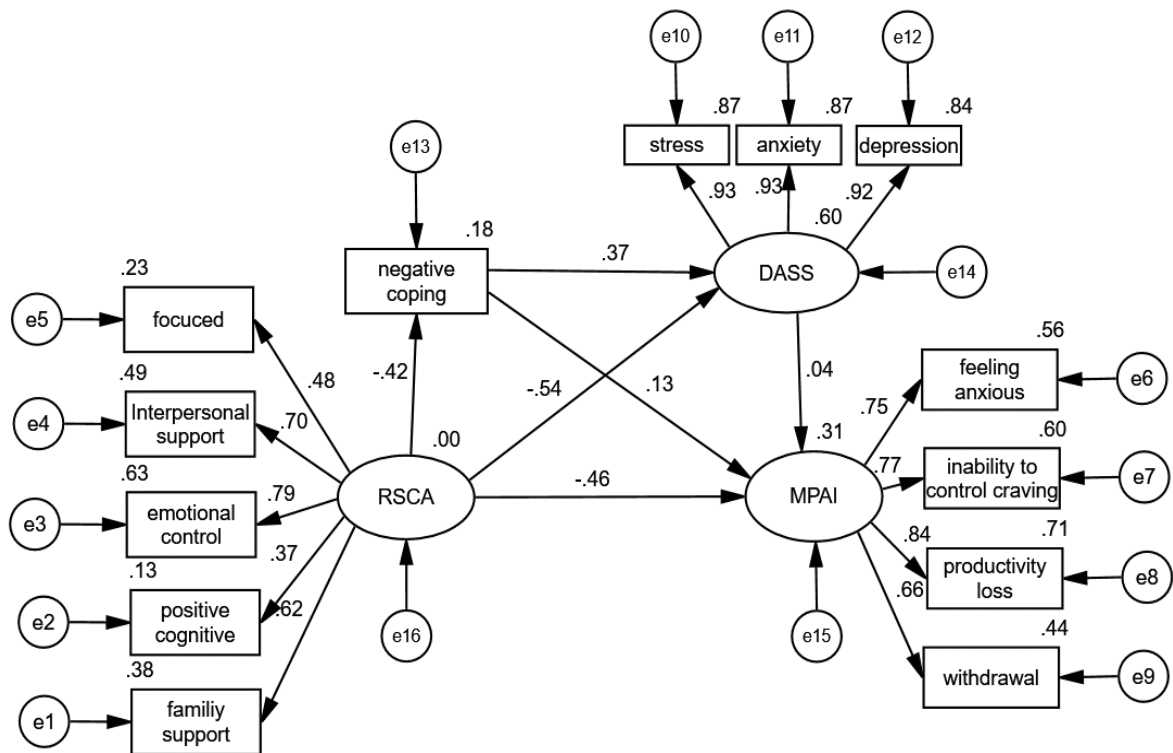 e10
e11
e12
.87
.87
.84
stress
anxiety
depression
e13
.93
.93
.92
.18
.60
negative
coping
.37
DASS
e14
.23
e5
focuced
.56
.49
-.42
-.54
.13
.04
feeling
anxious
e6
.48
.75
e4
Interpersonal
support
.70
.00
.31
.60
.63
.77
inability to
control craving
e7
e3
emotional
control
.79
RSCA
-.46
MPAI
.37
.84
.71
.13
productivity
loss
e8
e2
positive
cognitive
.62
.66
e16
e15
.44
.38
withdrawal
e9
e1
familiy
support